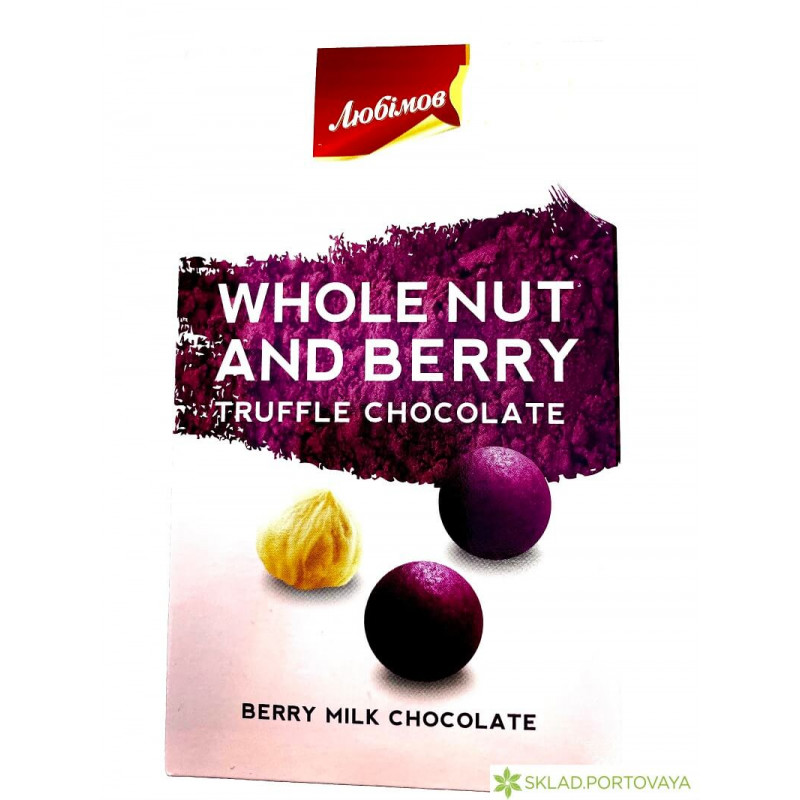 Любімов
WHOLE NUT
AND BERRY
TRUFFLE CHOCOLATE
BERRY MILK CHOCOLATE
SKLAD.PORTOVAYA